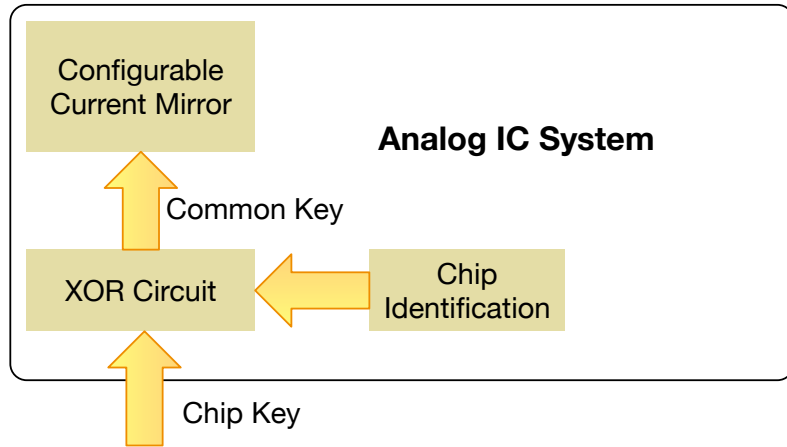 Configurable
Current Mirror
Analog IC System
Common Key
XOR Circuit
Chip
Identification
Chip Key